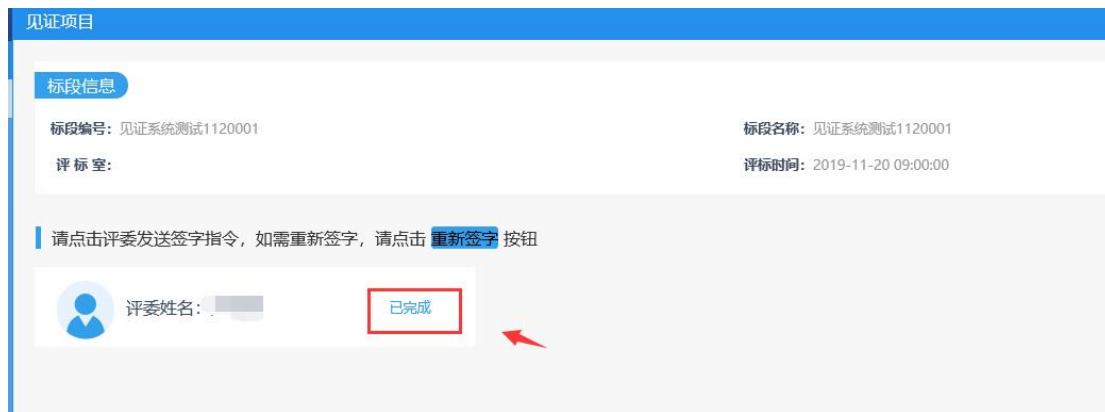 见证项目
标段信息
标段编号：见证系统测试1120001
标段名称：见证系统测试1120001
评 标 室：
评标时间：2019-11-20 09:00:00
请点击评委发送签字指令，如需重新签字，请点击 重新签字 按钮
评委姓名：
已完成